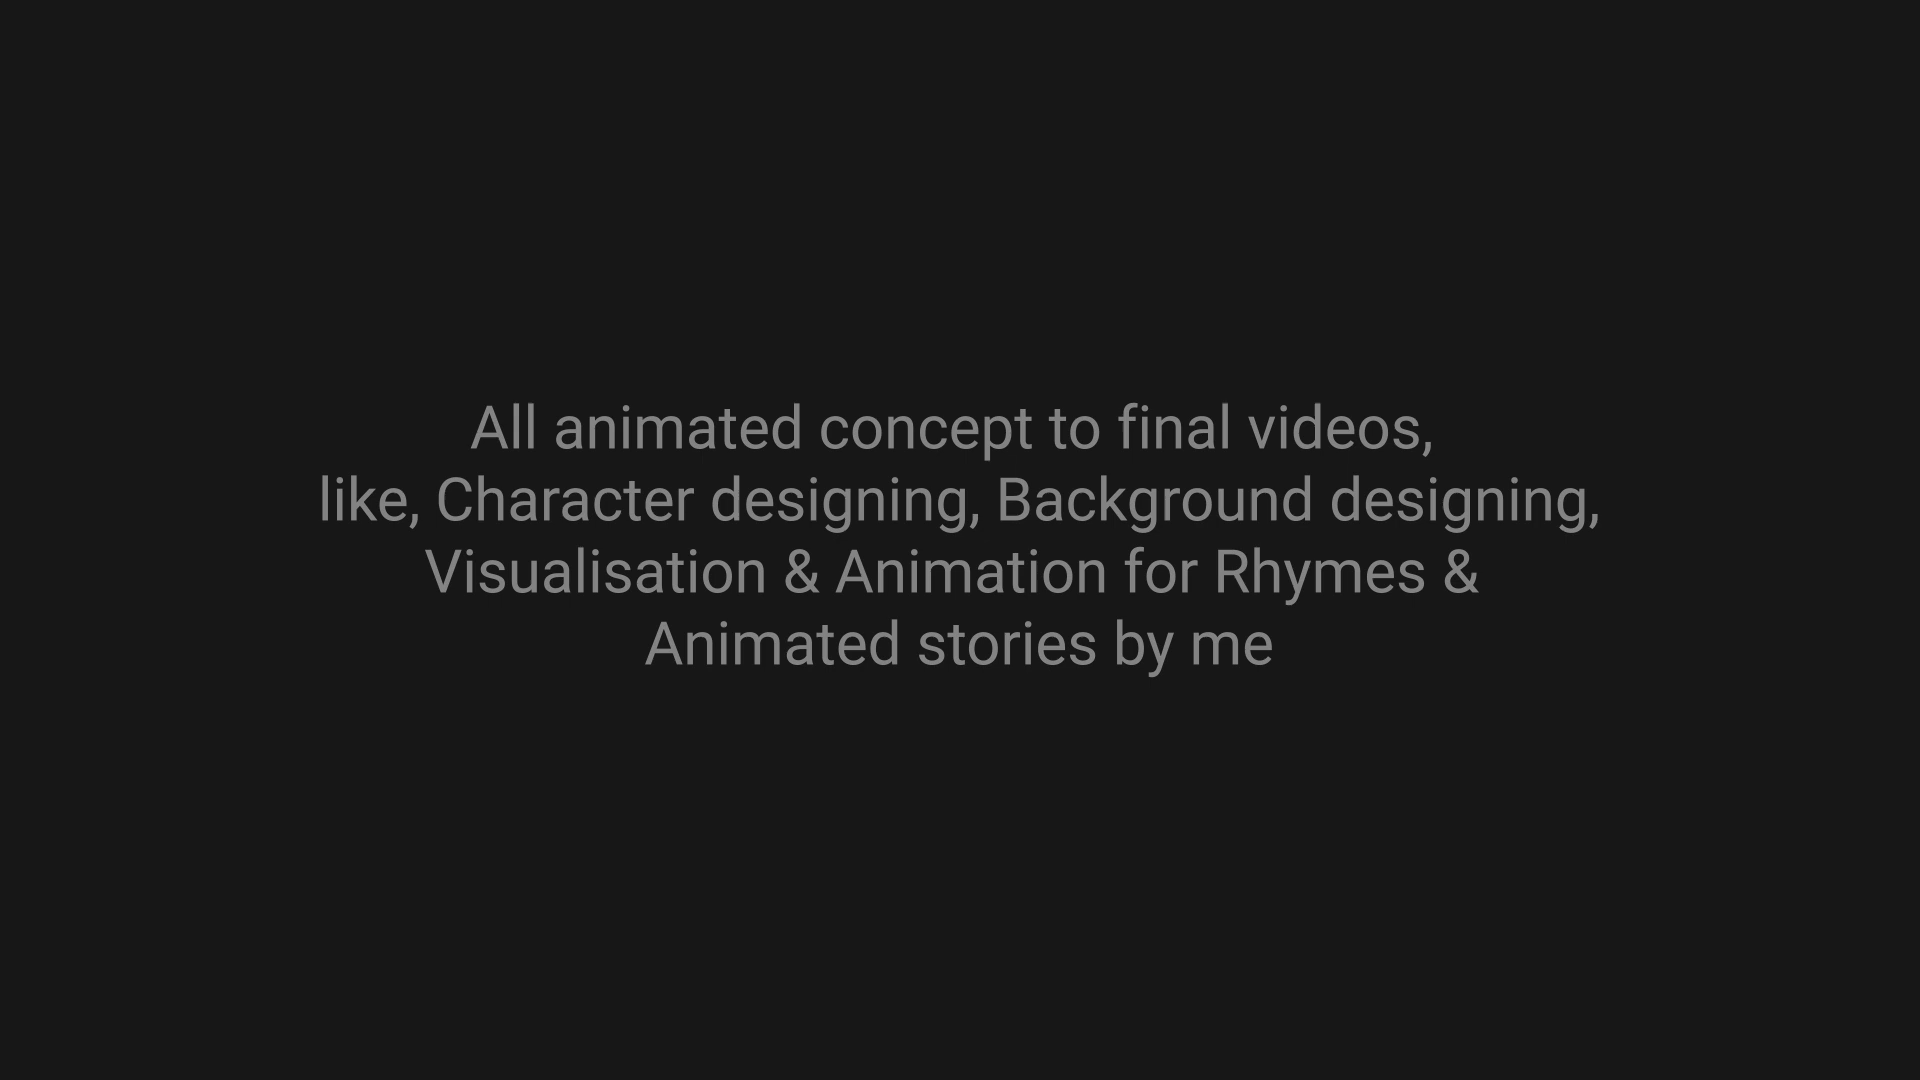 All animated concept to final videos,
like, Character designing, Background designing,
Visualisation & Animation for Rhymes &
Animated stories by me